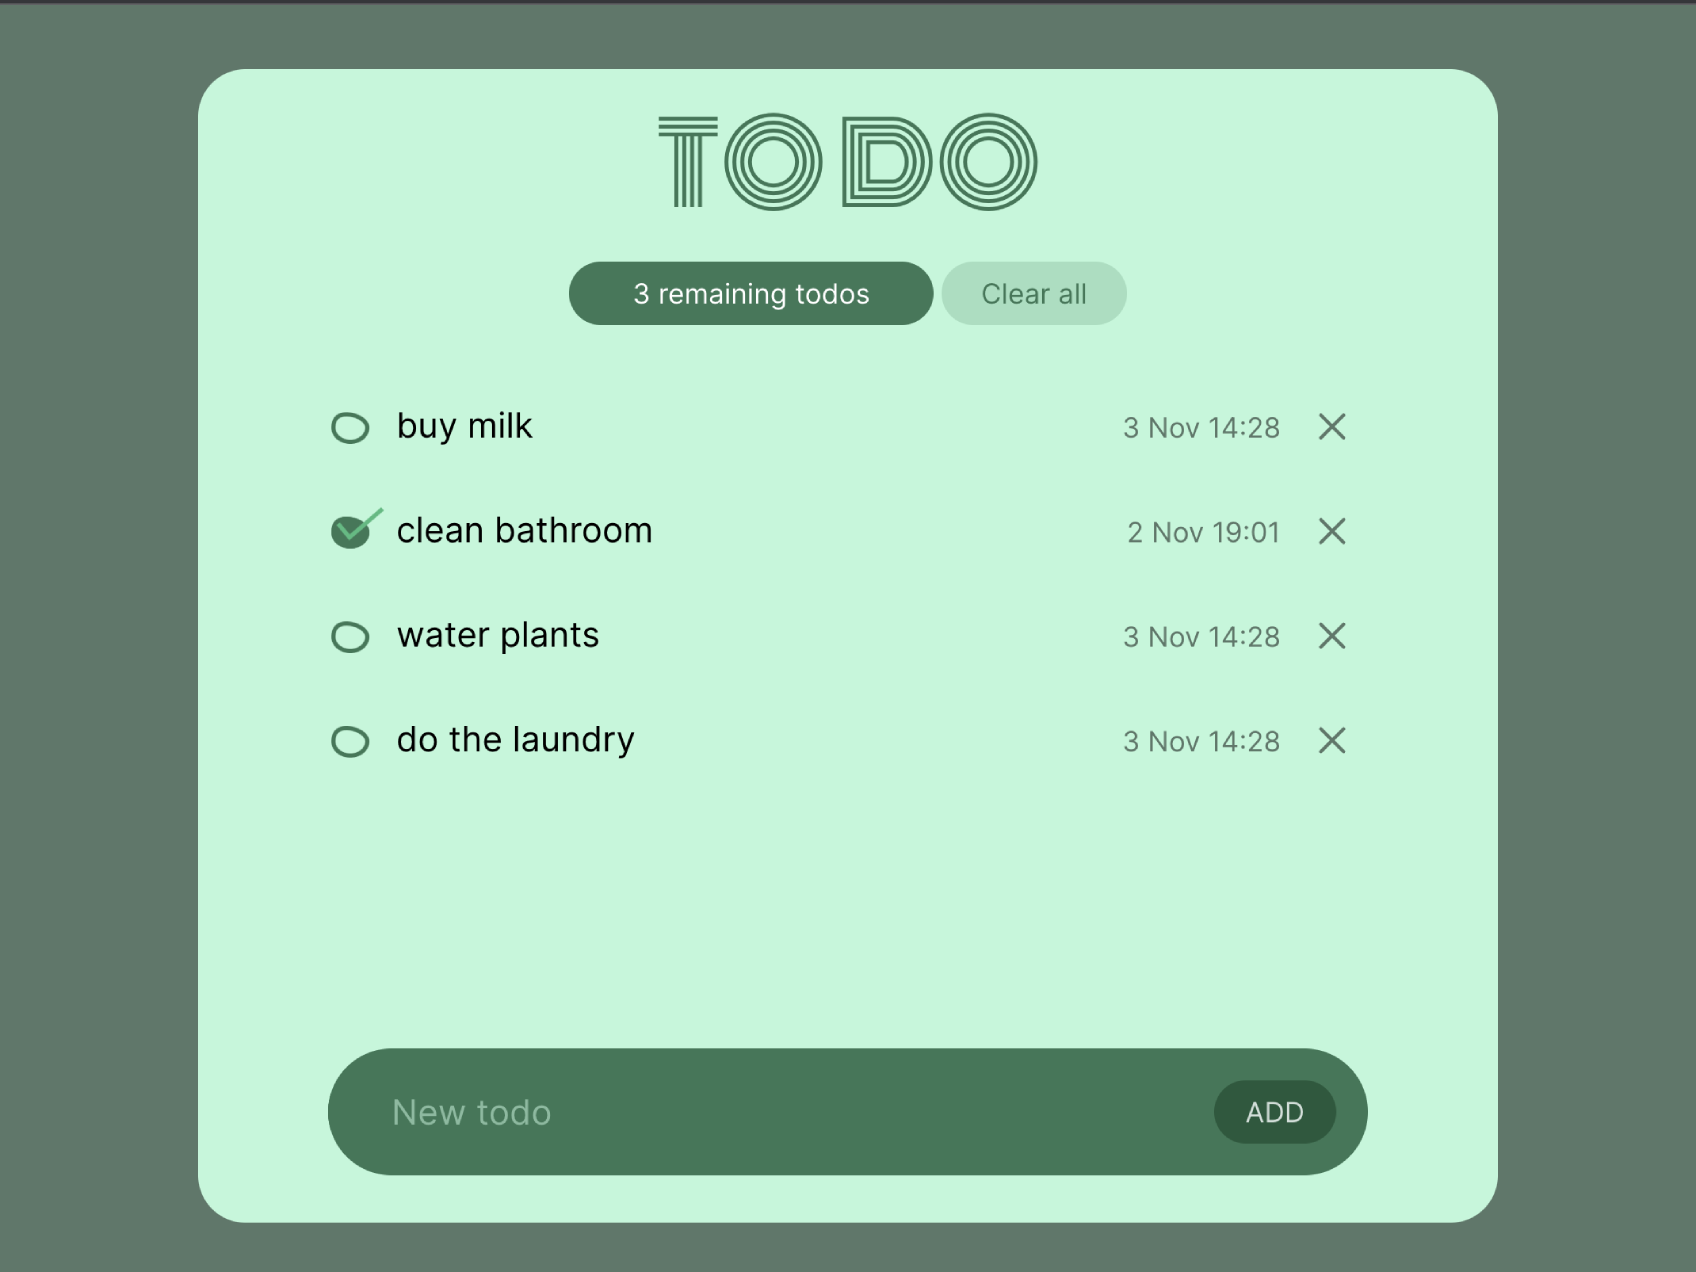 TODO
3 remaining todos Clear all
buy milk 3 Nov 14:28
clean bathroom 2 Nov 19:01
water plants 3 Nov 14:28
do the laundry 3 Nov 14:28
New todo ADD